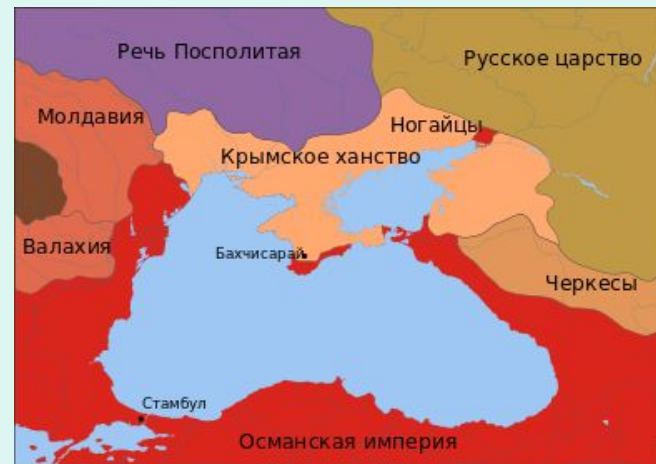 Речь Посполитая
Русское царство
Молдавия
Ногайцы
Крымское ханство
Валахия
Бахчисарай
Черкесы
Стамбул
Османская империя